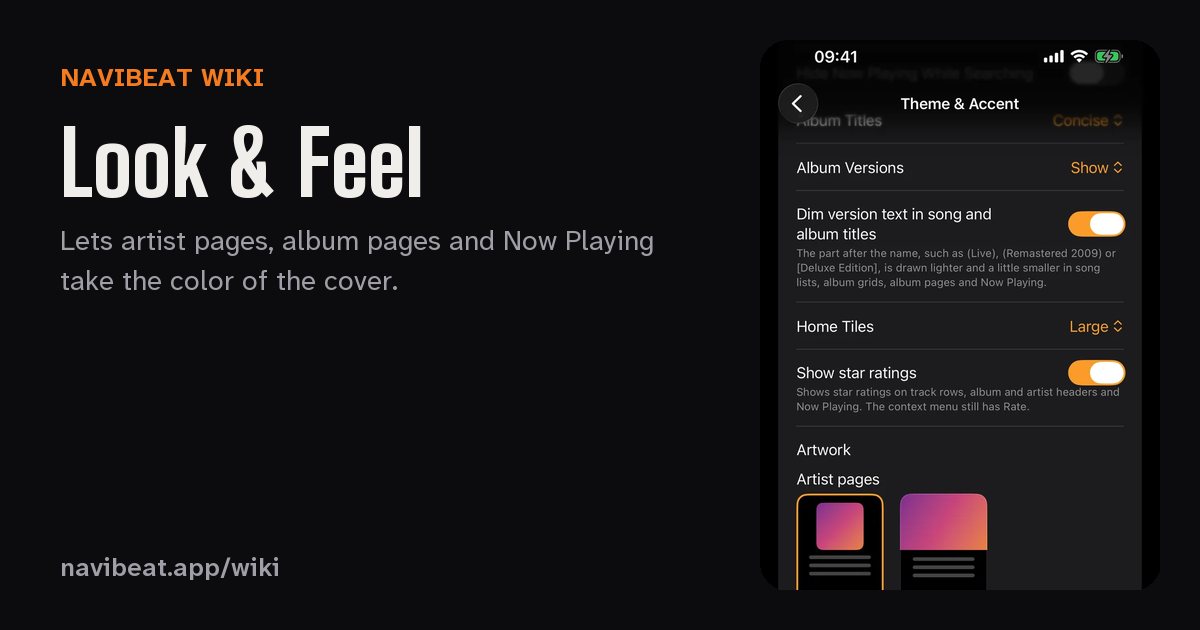 NAVIBEAT WIKI
Look & Feel
Lets artist pages, album pages and Now Playing
take the color of the cover.
navibeat.app/wiki
09:41
Hide Now Playing While Searching
Theme & Accent
Album Titles Concise
Album Versions Show
Dim version text in song and
album titles
The part after the name, such as (Live), (Remastered 2009) or
[Deluxe Edition], is drawn lighter and a little smaller in song
lists, album grids, album pages and Now Playing.
Home Tiles Large
Show star ratings
Shows star ratings on track rows, album and artist headers and
Now Playing. The context menu still has Rate.
Artwork
Artist pages